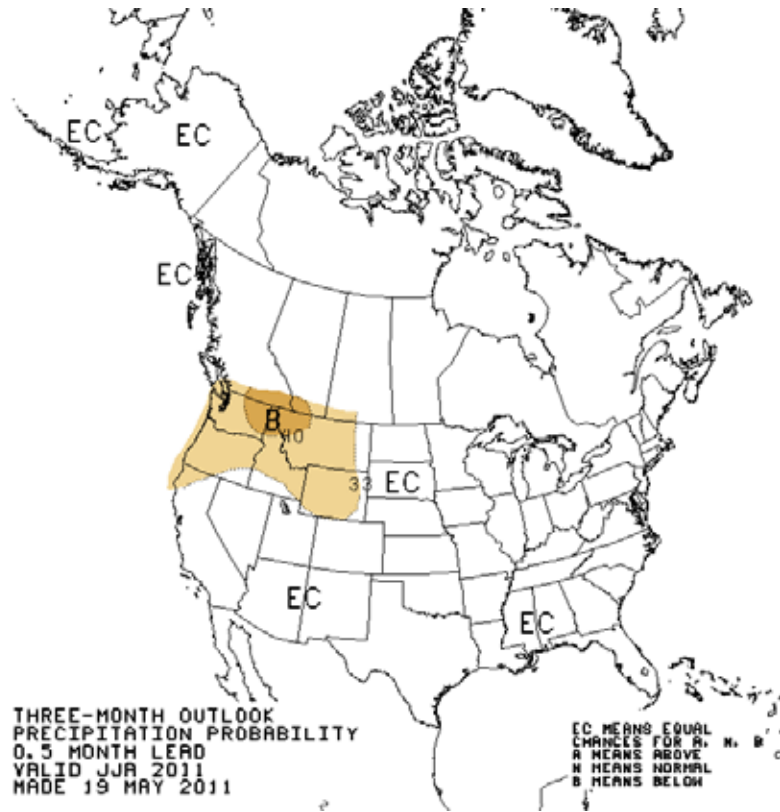 EC
EC
EC
B
40
33
EC
EC
EC
THREE-MONTH OUTLOOK
PRECIPITATION PROBABILITY
0.5 MONTH LEAD
VALID JJA 2011
MADE 19 MAY 2011
EC MEANS EQUAL
CHANCES FOR A, N, B
A MEANS ABOVE
N MEANS NORMAL
B MEANS BELOW